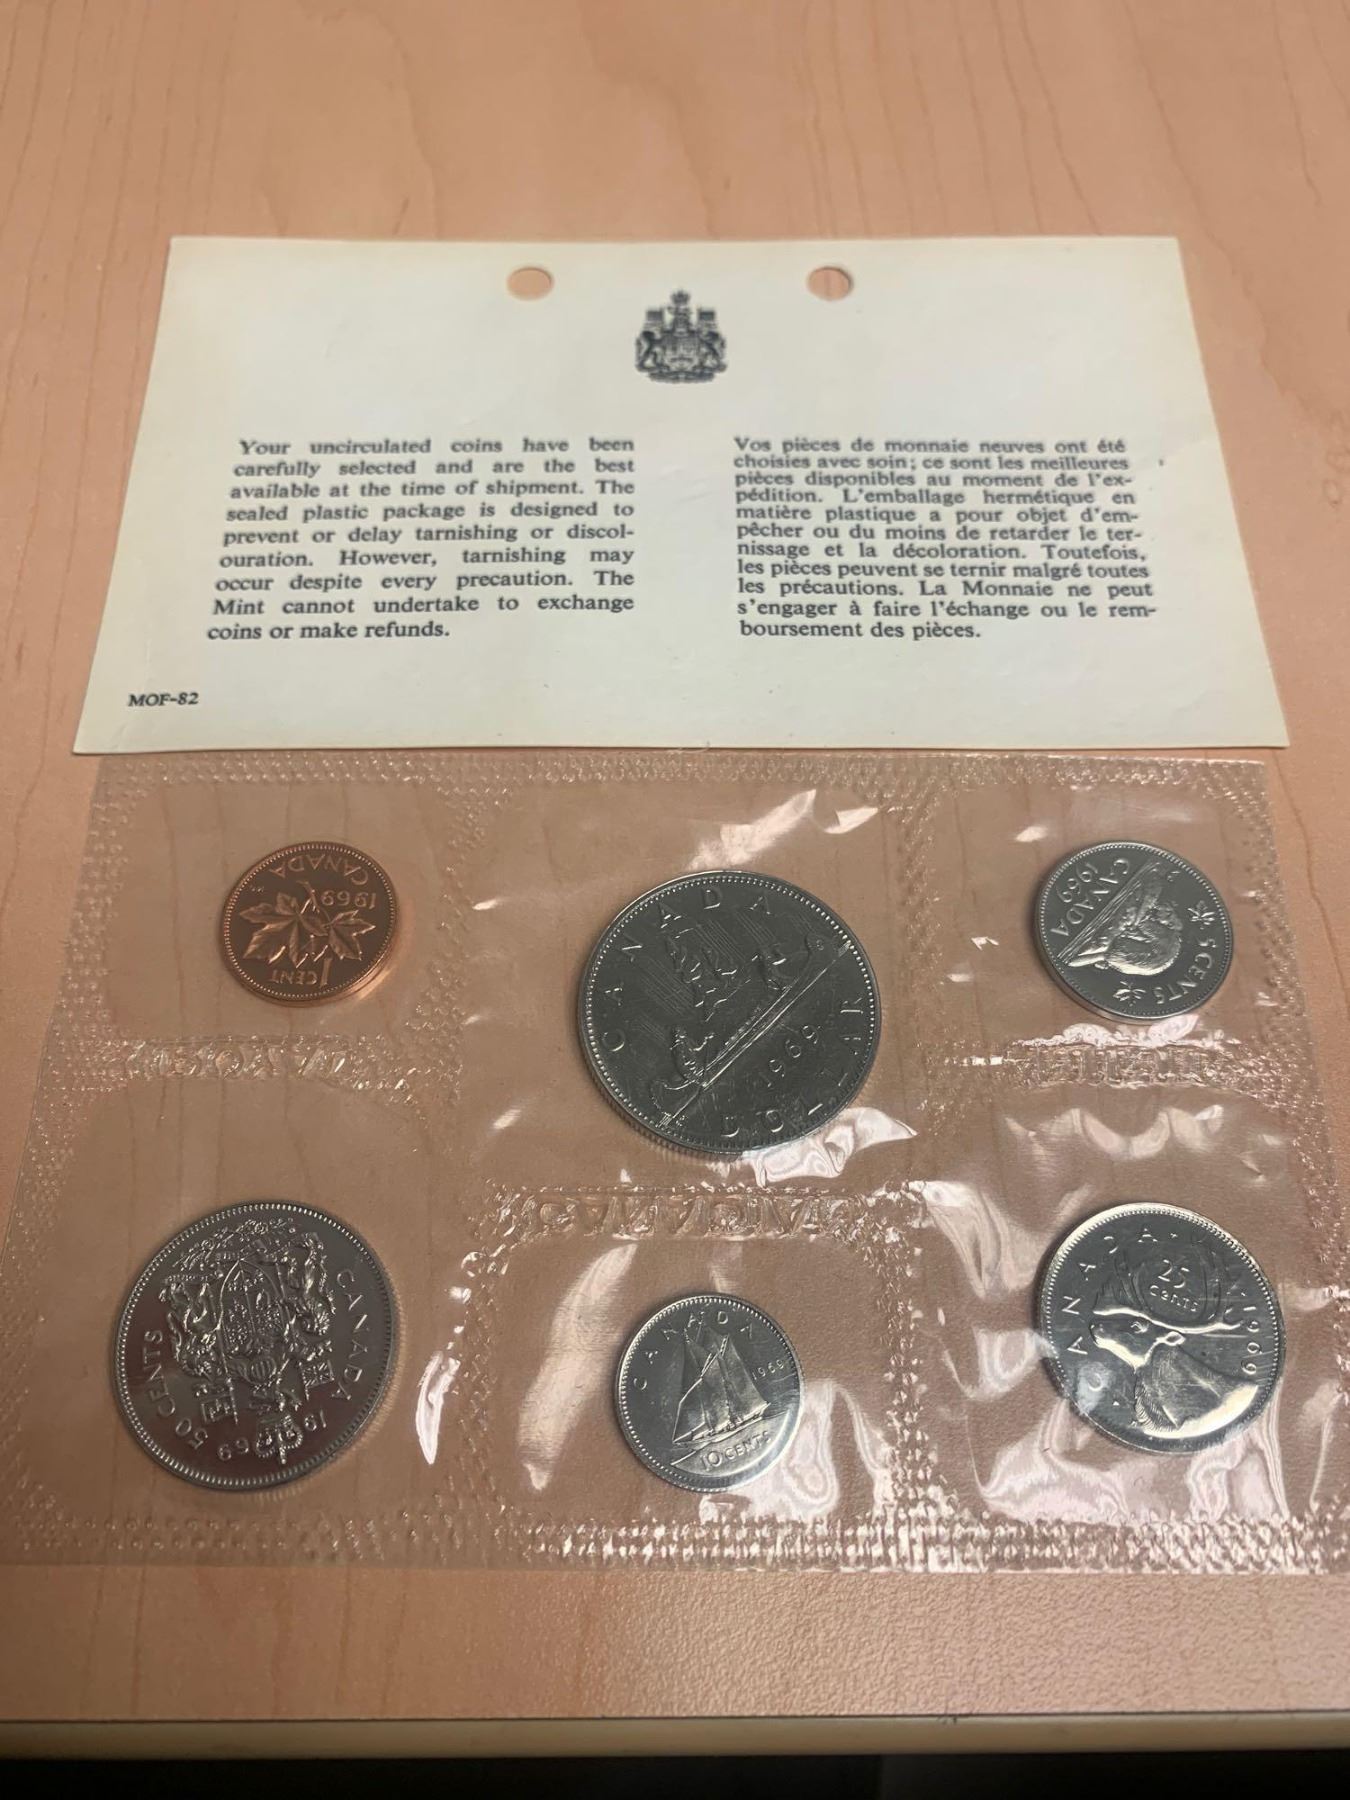 Your uncirculated coins have been
carefully selected and are the best
available at the time of shipment. The
sealed plastic package is designed to
prevent or delay tarnishing or discol-
ouration. However, tarnishing may
occur despite every precaution. The
Mint cannot undertake to exchange
coins or make refunds.
Vos pièces de monnaie neuves ont été
choisies avec soin; ce sont les meilleures
pièces disponibles au moment de l'ex-
pédition. L'emballage hermétique en
matière plastique a pour objet d'em-
pêcher ou du moins de retarder le ter-
nissage et la décoloration. Toutefois,
les pièces peuvent se ternir malgré toutes
les précautions. La Monnaie ne peut
s'engager à faire l'échange ou le rem-
boursement des pièces.
MOF-82
1 CENT
1969
CANADA
CANADA
1969
DOLLAR
CANADA
1969
5 CENTS
CANADA
50 CENTS
1969
CANADA
1969
10 CENTS
CANADA
25
CENTS
1969
CANADA